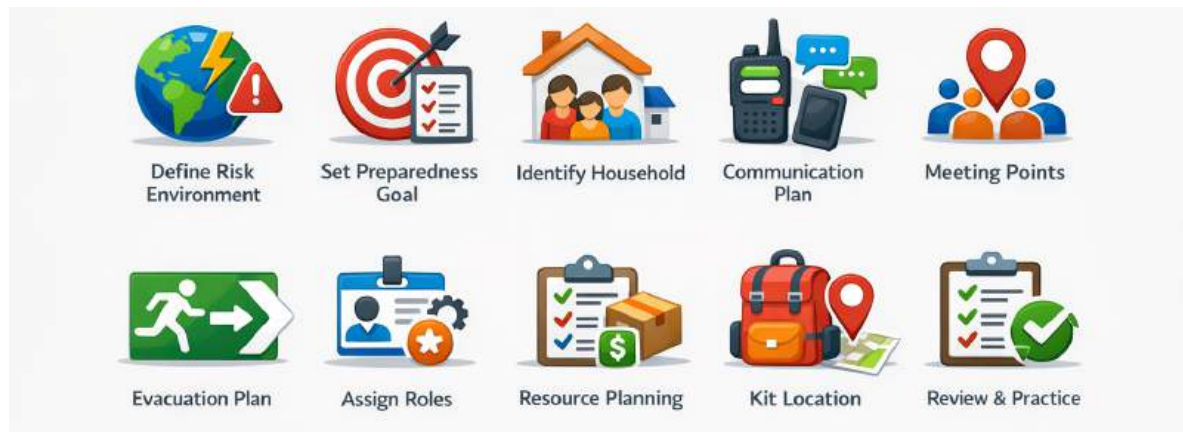 Define Risk
Environment
Set Preparedness
Goal
Identify Household
Communication
Plan
Meeting Points
$
Evacuation Plan
Assign Roles
Resource Planning
Kit Location
Review & Practice